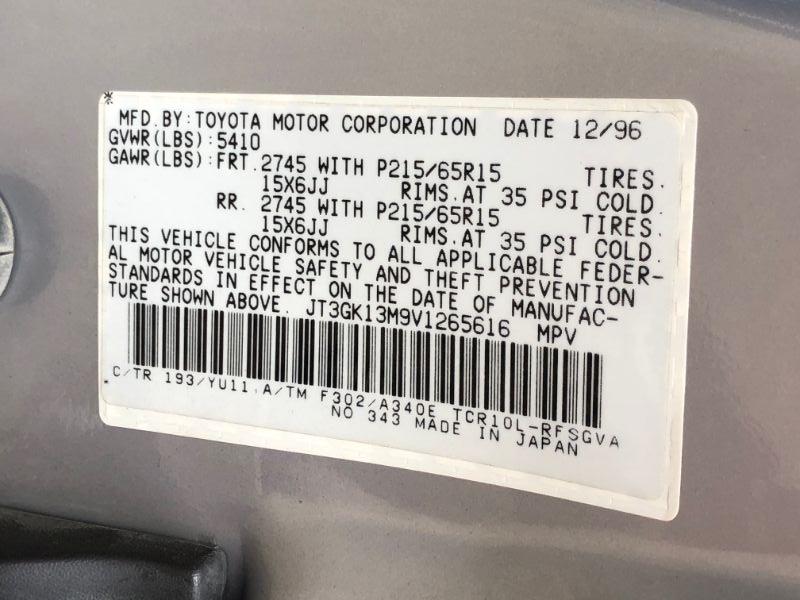 MFD.BY:TOYOTA MOTOR CORPORATION DATE 12/96
GVWR(LBS):5410
GAWR(LBS):FRT.2745 WITH P215/65R15 TIRES.
15X6JJ RIMS.AT 35 PSI COLD.
RR. 2745 WITH P215/65R15 TIRES.
15X6JJ RIMS.AT 35 PSI COLD.
THIS VEHICLE CONFORMS TO ALL APPLICABLE FEDER-
AL MOTOR VEHICLE SAFETY AND THEFT PREVENTION
STANDARDS IN EFFECT ON THE DATE OF MANUFAC-
TURE SHOWN ABOVE. JT3GK13M9V1265616 MPV
C/TR 193/YU11,A/TM F302/A340E TCR10L-RFSGVA
NO 343 MADE IN JAPAN